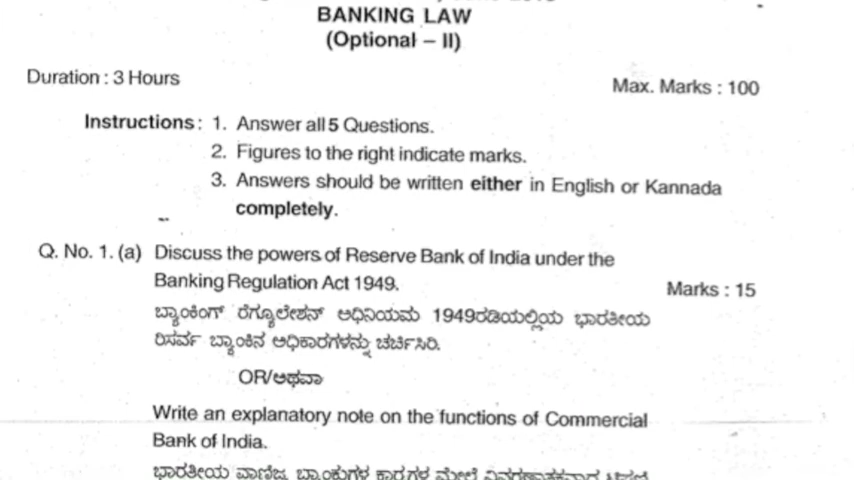 BANKING LAW
(Optional – II)
Duration : 3 Hours
Max. Marks : 100
Instructions : 1. Answer all 5 Questions.
2. Figures to the right indicate marks.
3. Answers should be written either in English or Kannada
completely.
Q. No. 1. (a) Discuss the powers of Reserve Bank of India under the
Banking Regulation Act 1949.
Marks : 15
ಬ್ಯಾಂಕಿಂಗ್ ರೆಗ್ಯೂಲೇಶನ್ ಅಧಿನಿಯಮ 1949ರಡಿಯಲ್ಲಿಯ ಭಾರತೀಯ
ರಿಸರ್ವ ಬ್ಯಾಂಕಿನ ಅಧಿಕಾರಗಳನ್ನು ಚರ್ಚಿಸಿರಿ.
OR/ಅಥವಾ
Write an explanatory note on the functions of Commercial
Bank of India.
ಭಾರತೀಯ ವಾಣಿಜ್ಯ ಬ್ಯಾಂಕುಗಳ ಕಾರ್ಯಗಳ ಮೇಲೆ